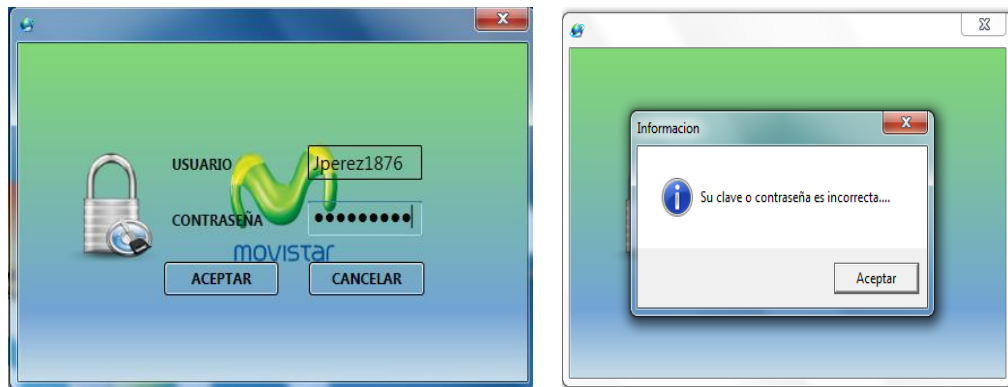 USUARIO Jperez1876
CONTRASEÑA ●●●●●●●●●
movistar
ACEPTAR CANCELAR
Informacion
Su clave o contraseña es incorrecta....
Aceptar